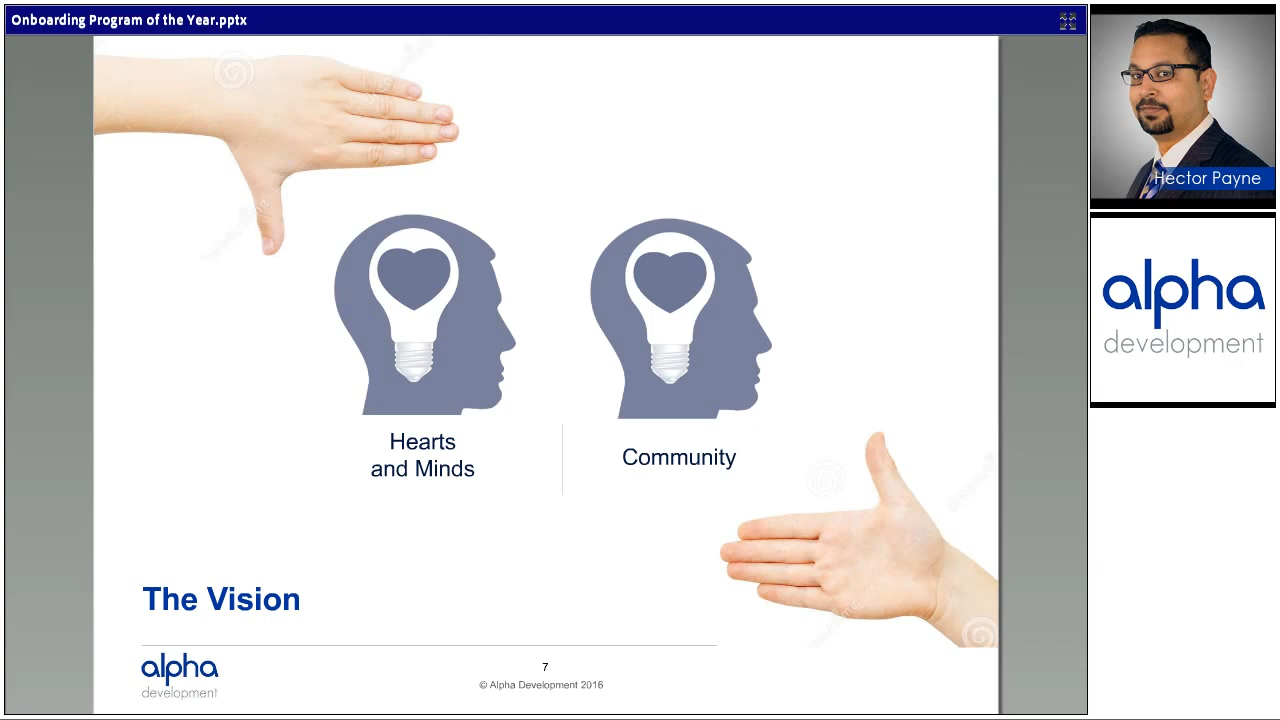 Onboarding Program of the Year.pptx
Hector Payne
alpha
development
Hearts
and Minds
Community
The Vision
alpha
development
7
© Alpha Development 2016